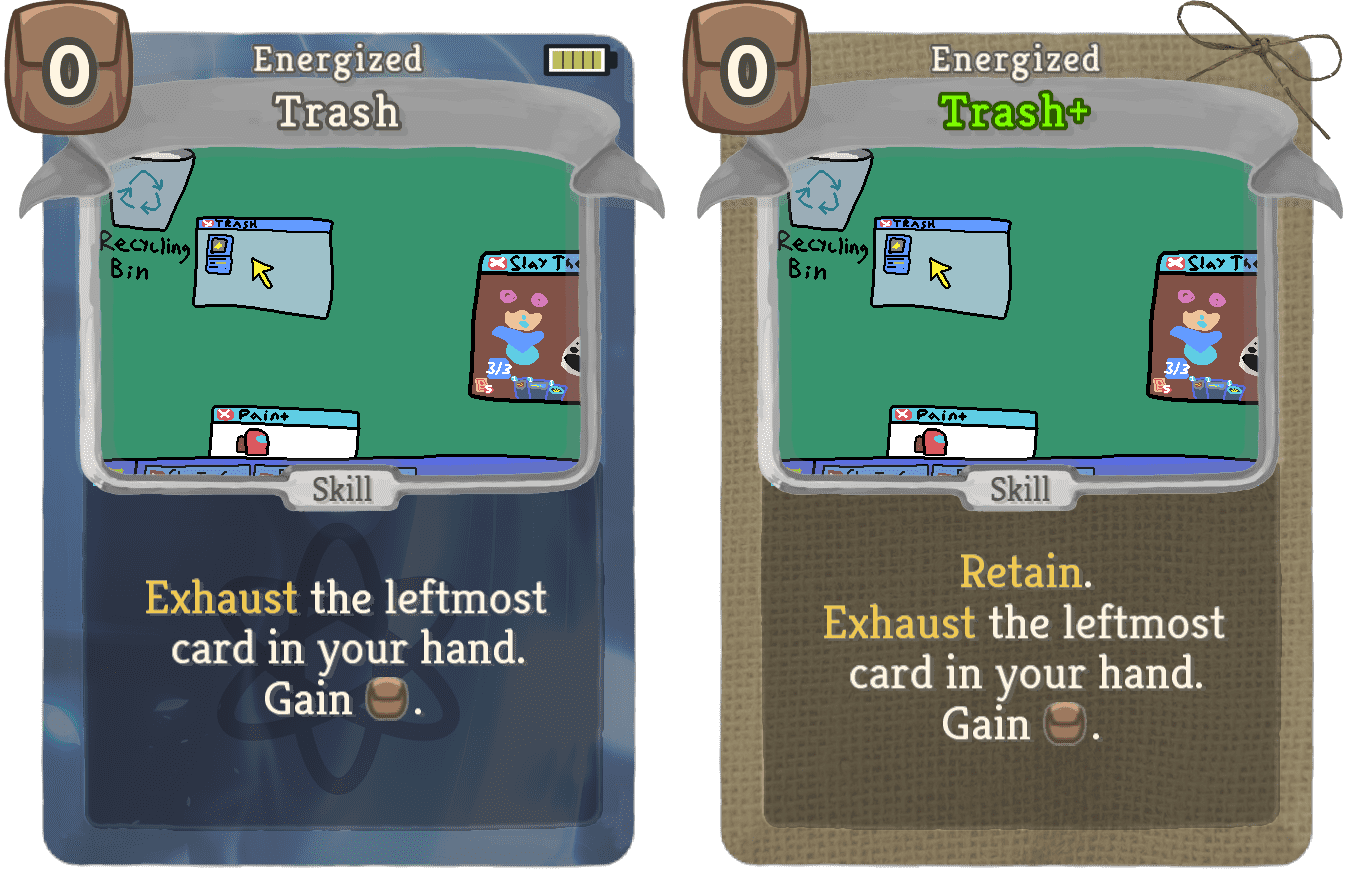 0
Energized
Trash
Recycling
Bin
TRASH
Slay The
3/3
5
Paint
Skill
Exhaust the leftmost
card in your hand.
Gain .
0
Energized
Trash+
Recycling
Bin
TRASH
Slay The
3/3
5
Paint
Skill
Retain.
Exhaust the leftmost
card in your hand.
Gain .